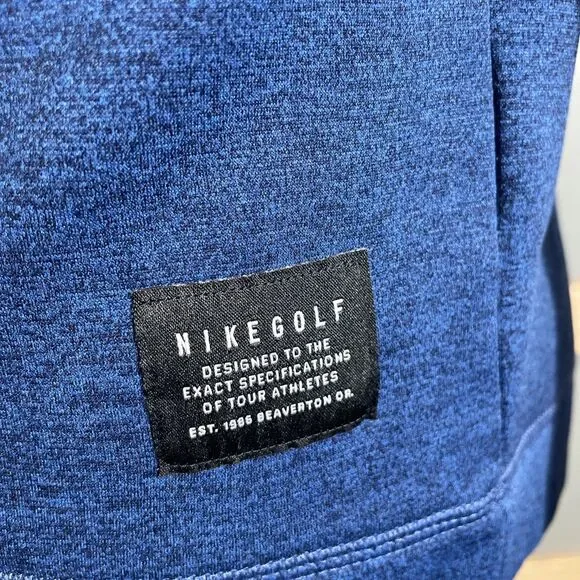 NIKEGOLF
DESIGNED TO THE
EXACT SPECIFICATIONS
OF TOUR ATHLETES
EST. 1986 BEAVERTON OR.